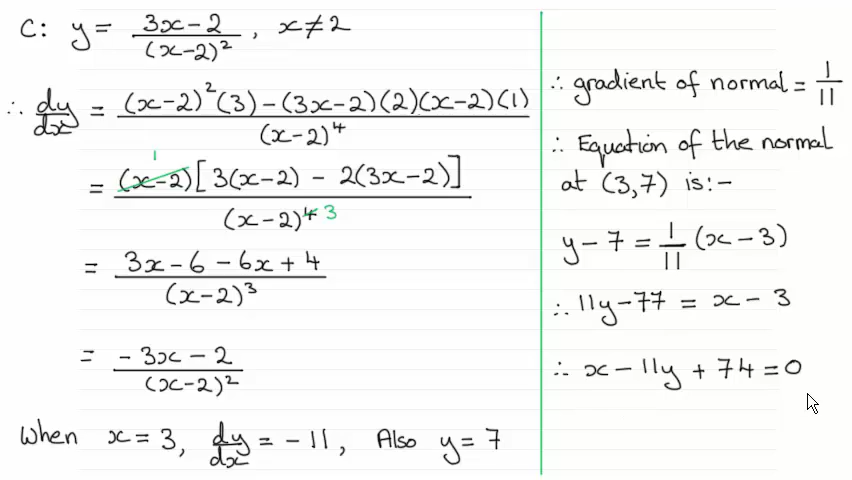 C: y = (3x-2)/(x-2)², x≠2
∴ dy/dx = ((x-2)²(3)-(3x-2)(2)(x-2)(1))/(x-2)⁴
1
= ((x-2)[3(x-2) - 2(3x-2)])/(x-2)⁴ 3
= (3x-6-6x+4)/(x-2)³
= (-3x-2)/(x-2)²
When x=3, dy/dx = -11, Also y=7
∴ gradient of normal = 1/11
∴ Equation of the normal
at (3,7) is:-
y-7 = 1/11 (x-3)
∴ 11y-77 = x-3
∴ x-11y+74=0